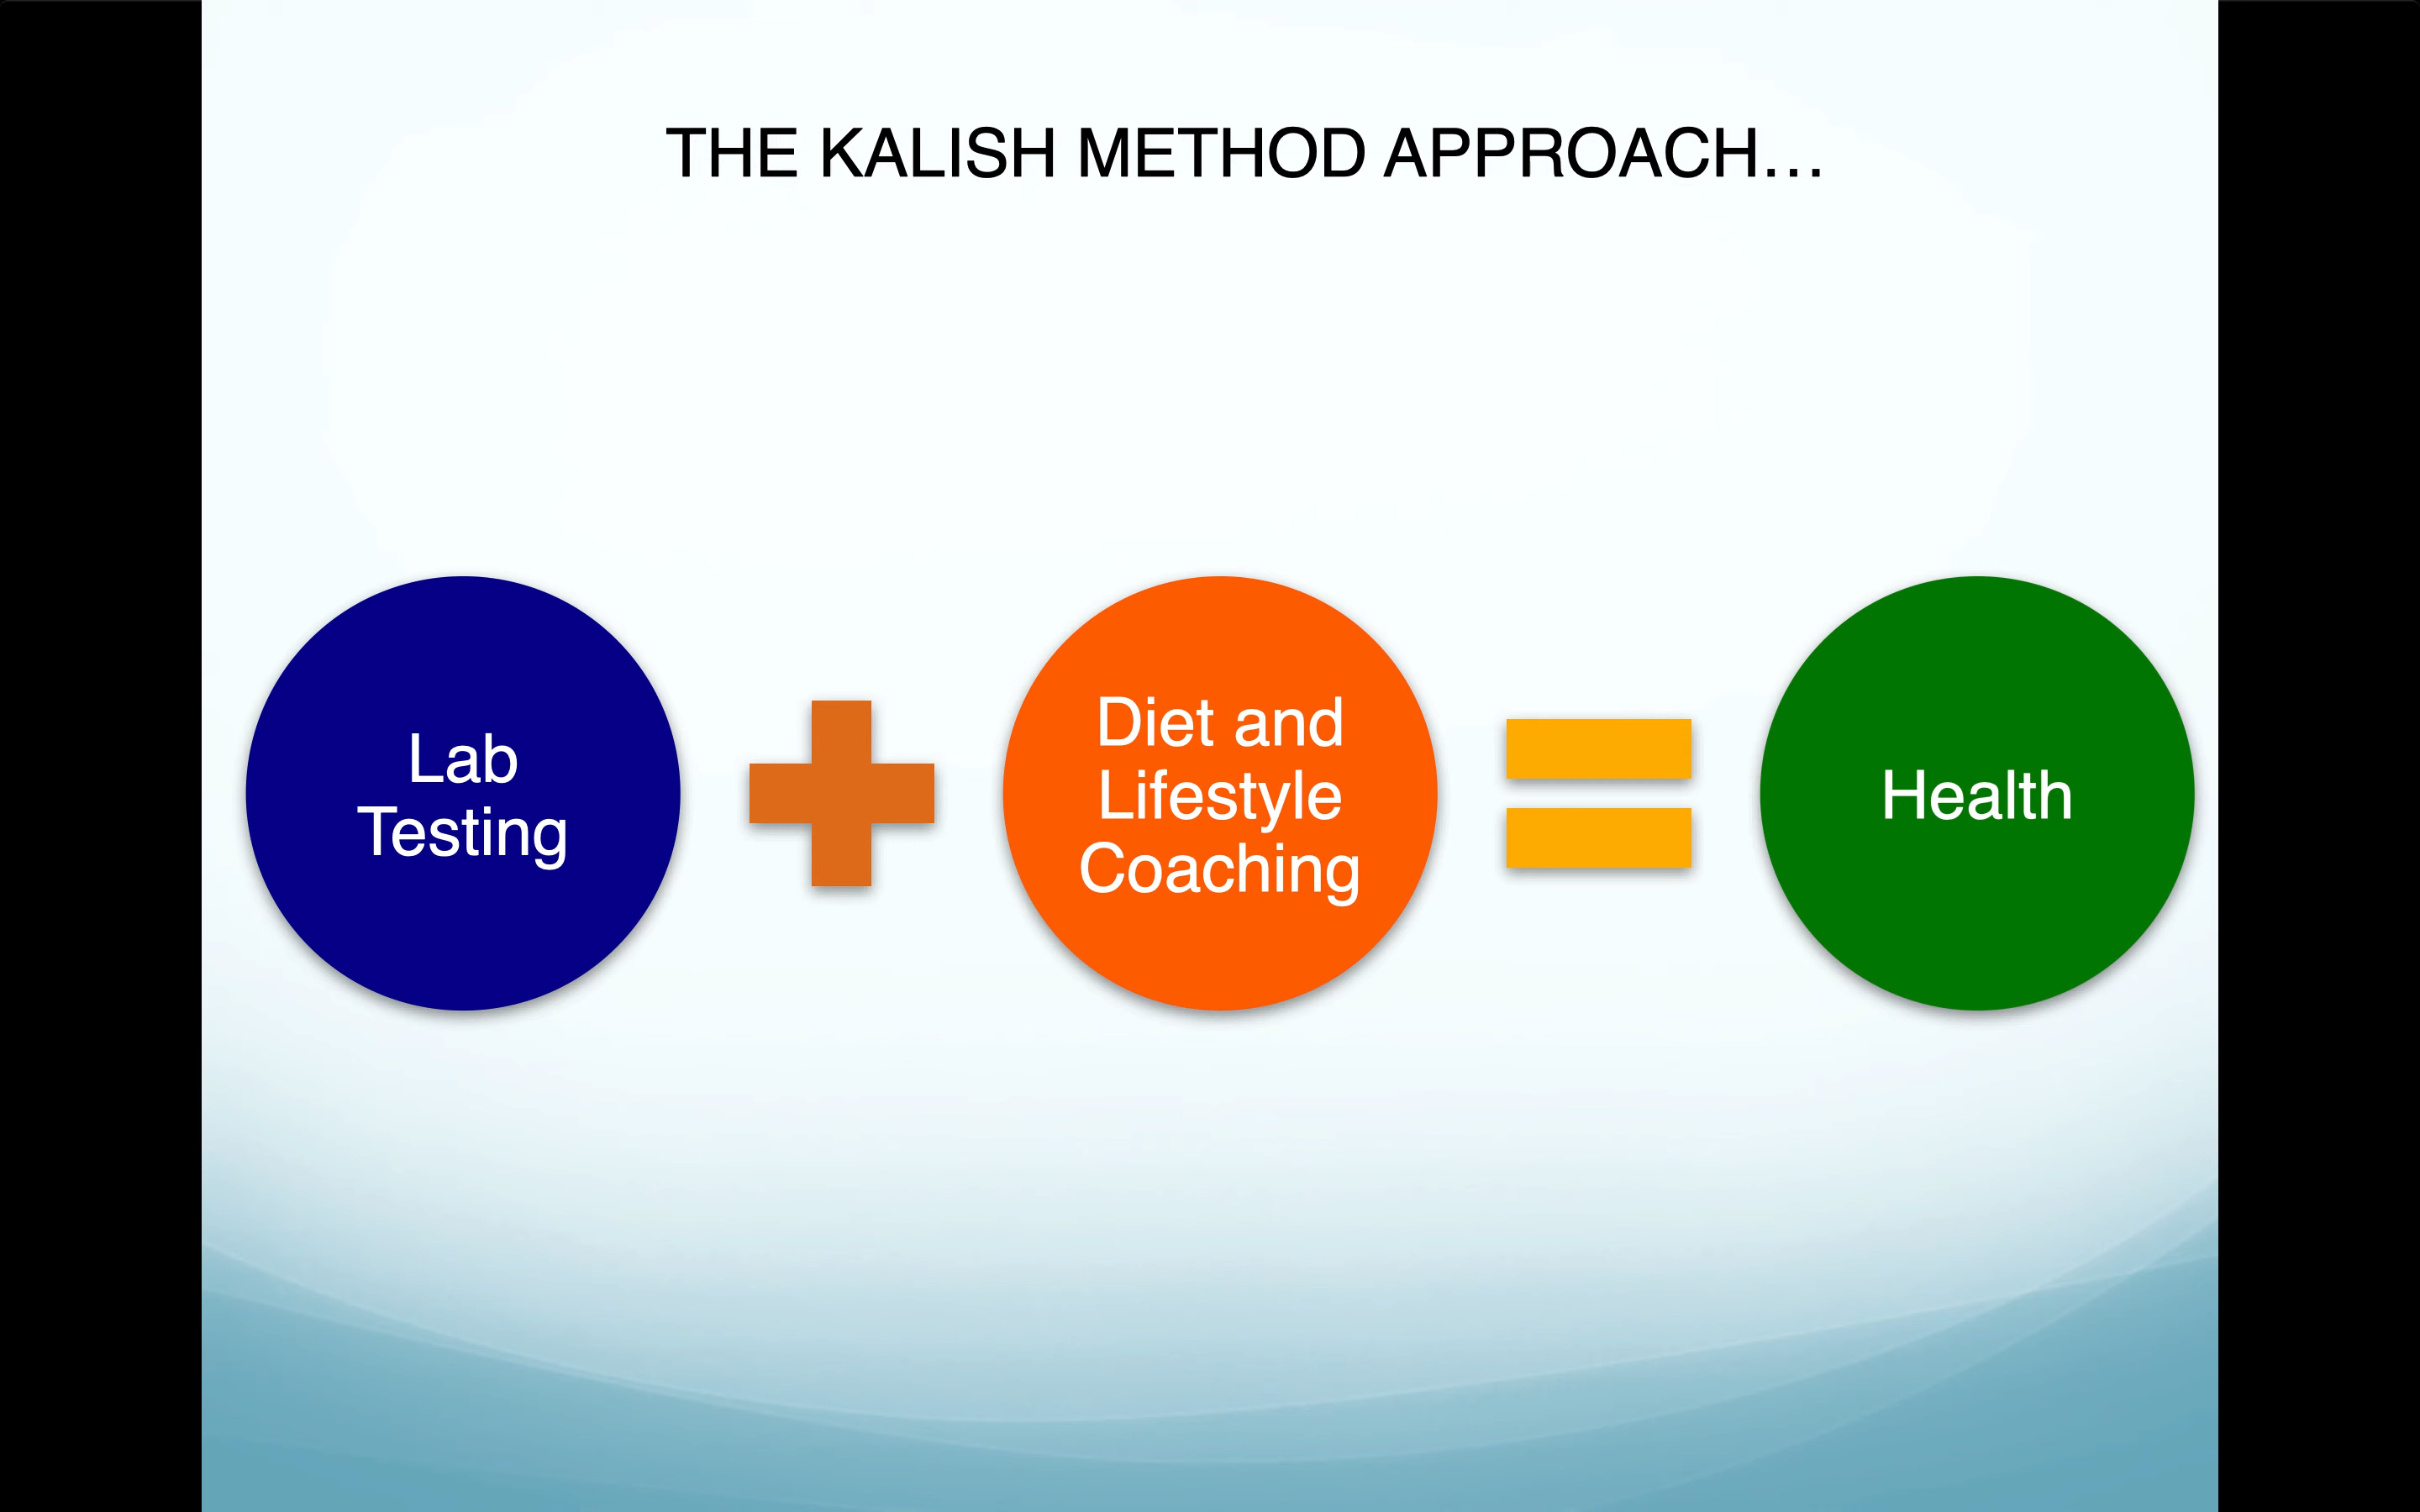 THE KALISH METHOD APPROACH...
Lab
Testing
Diet and
Lifestyle
Coaching
Health